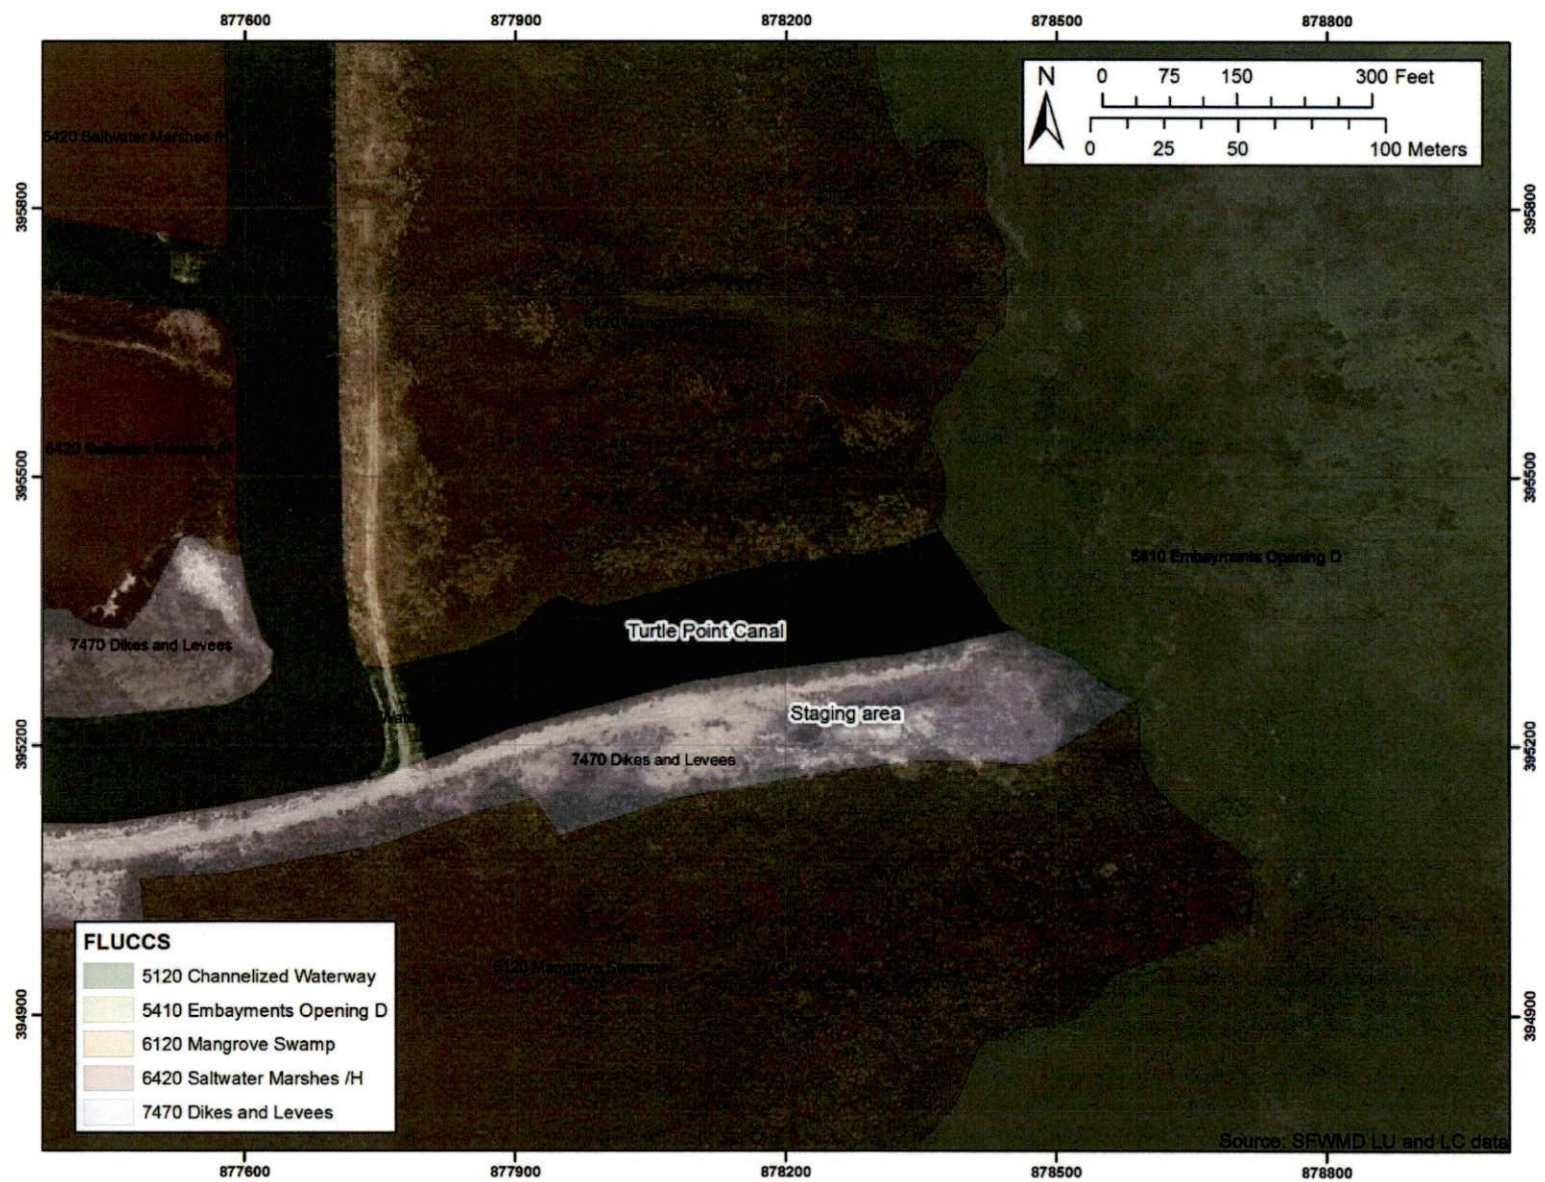 877600 877900 878200 878500 878800
N 0 75 150 300 Feet
0 25 50 100 Meters
6420 Saltwater Marshes /H
395800 395800
6120 Mangrove Swamp
6420 Saltwater Marshes /H
395500 395500
5410 Embayments Opening D
Turtle Point Canal
7470 Dikes and Levees
Staging area
395200 395200
7470 Dikes and Levees
6120 Mangrove Swamp
FLUCCS
5120 Channelized Waterway
5410 Embayments Opening D
6120 Mangrove Swamp
6420 Saltwater Marshes /H
7470 Dikes and Levees
394900 394900
Source: SFWMD LU and LC data
877600 877900 878200 878500 878800